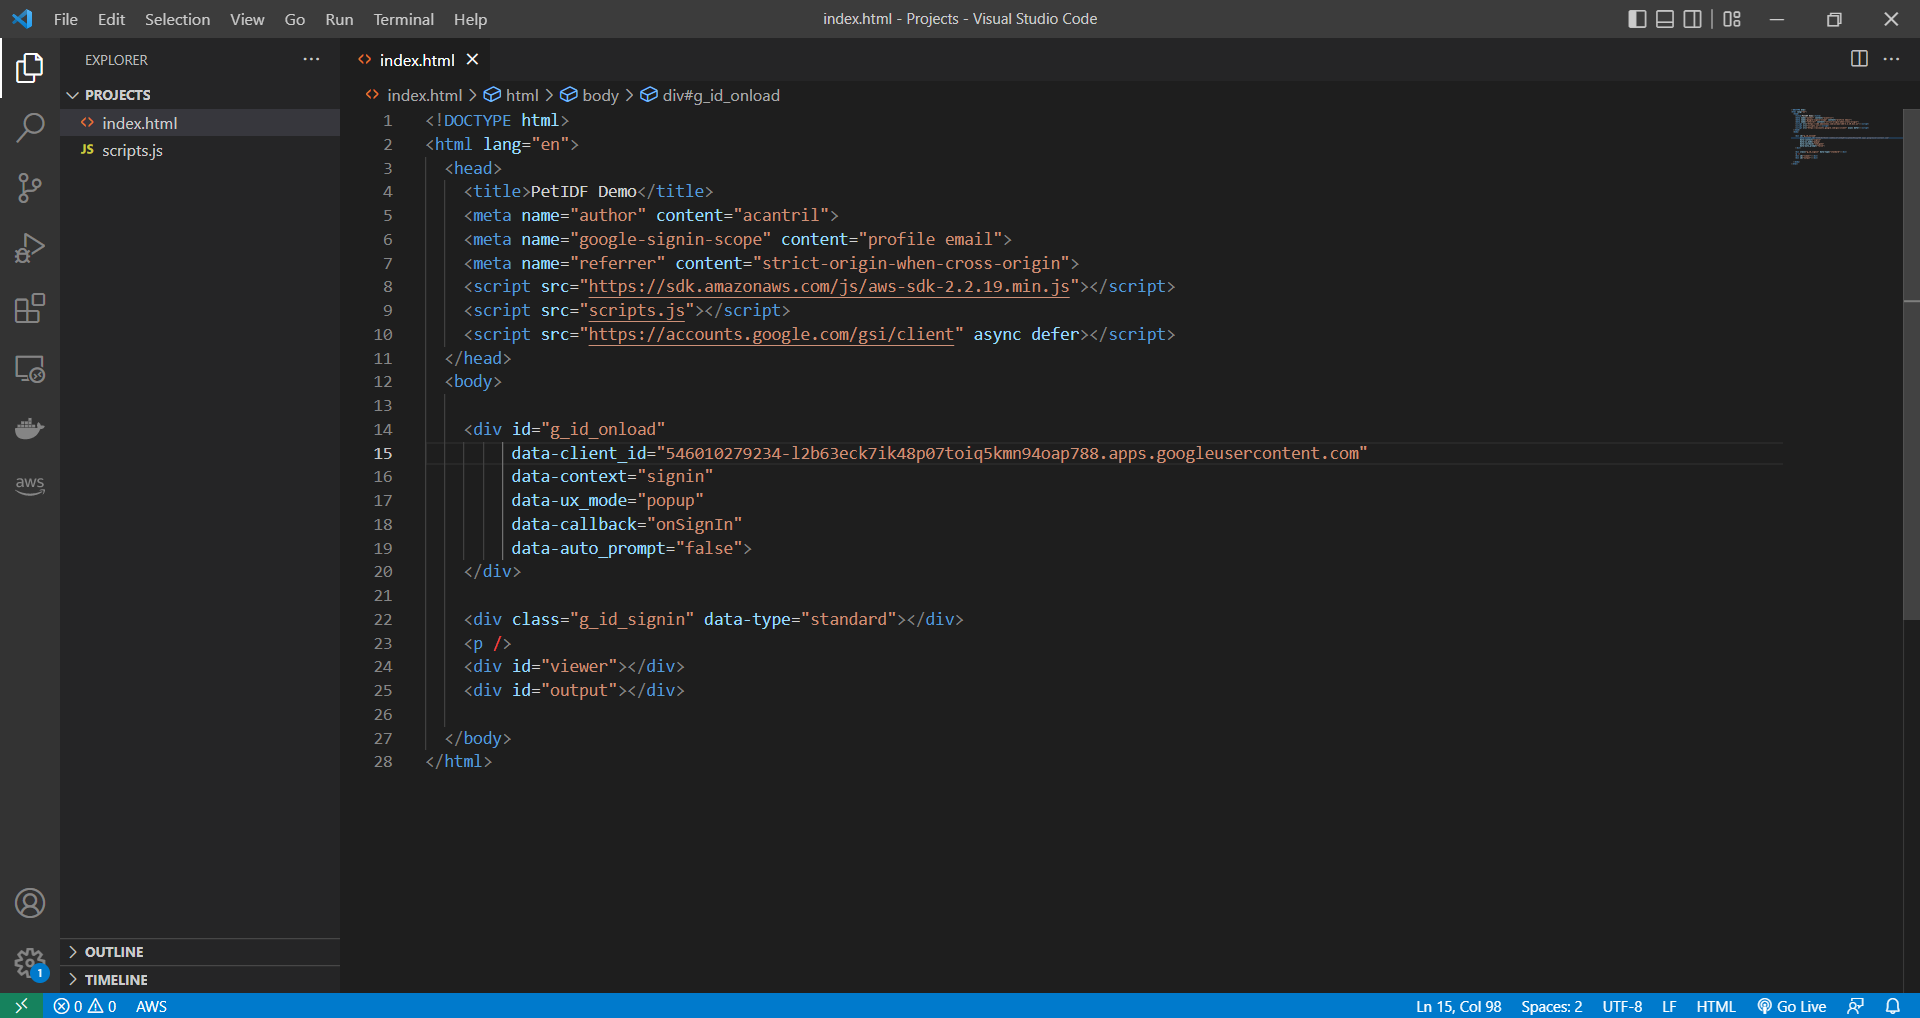 File Edit Selection View Go Run Terminal Help
index.html - Projects - Visual Studio Code
EXPLORER
PROJECTS
index.html
JS scripts.js
index.html
index.html > html > body > div#g_id_onload
1 <!DOCTYPE html>
2 <html lang="en">
3 <head>
4 <title>PetIDF Demo</title>
5 <meta name="author" content="acantril">
6 <meta name="google-signin-scope" content="profile email">
7 <meta name="referrer" content="strict-origin-when-cross-origin">
8 <script src="https://sdk.amazonaws.com/js/aws-sdk-2.2.19.min.js"></script>
9 <script src="scripts.js"></script>
10 <script src="https://accounts.google.com/gsi/client" async defer></script>
11 </head>
12 <body>
13
14 <div id="g_id_onload"
15 data-client_id="546010279234-l2b63eck7ik48p07toiq5kmn94oap788.apps.googleusercontent.com"
16 data-context="signin"
17 data-ux_mode="popup"
18 data-callback="onSignIn"
19 data-auto_prompt="false">
20 </div>
21
22 <div class="g_id_signin" data-type="standard"></div>
23 <p />
24 <div id="viewer"></div>
25 <div id="output"></div>
26
27 </body>
28 </html>
aws
OUTLINE
1
TIMELINE
0 0 AWS
Ln 15, Col 98 Spaces: 2 UTF-8 LF HTML Go Live